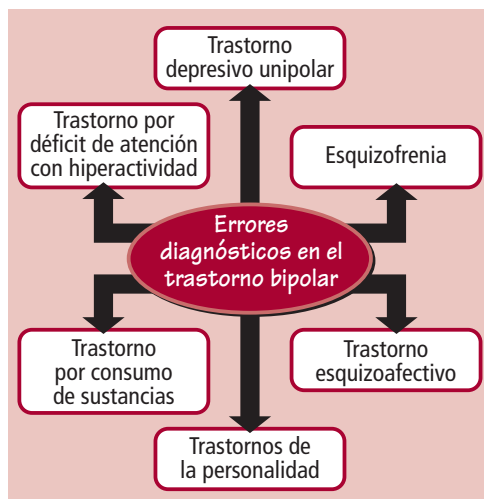 Trastorno
depresivo unipolar
Trastorno por
déficit de atención
con hiperactividad
Esquizofrenia
Errores
diagnósticos en el
trastorno bipolar
Trastorno
por consumo
de sustancias
Trastorno
esquizoafectivo
Trastornos de
la personalidad